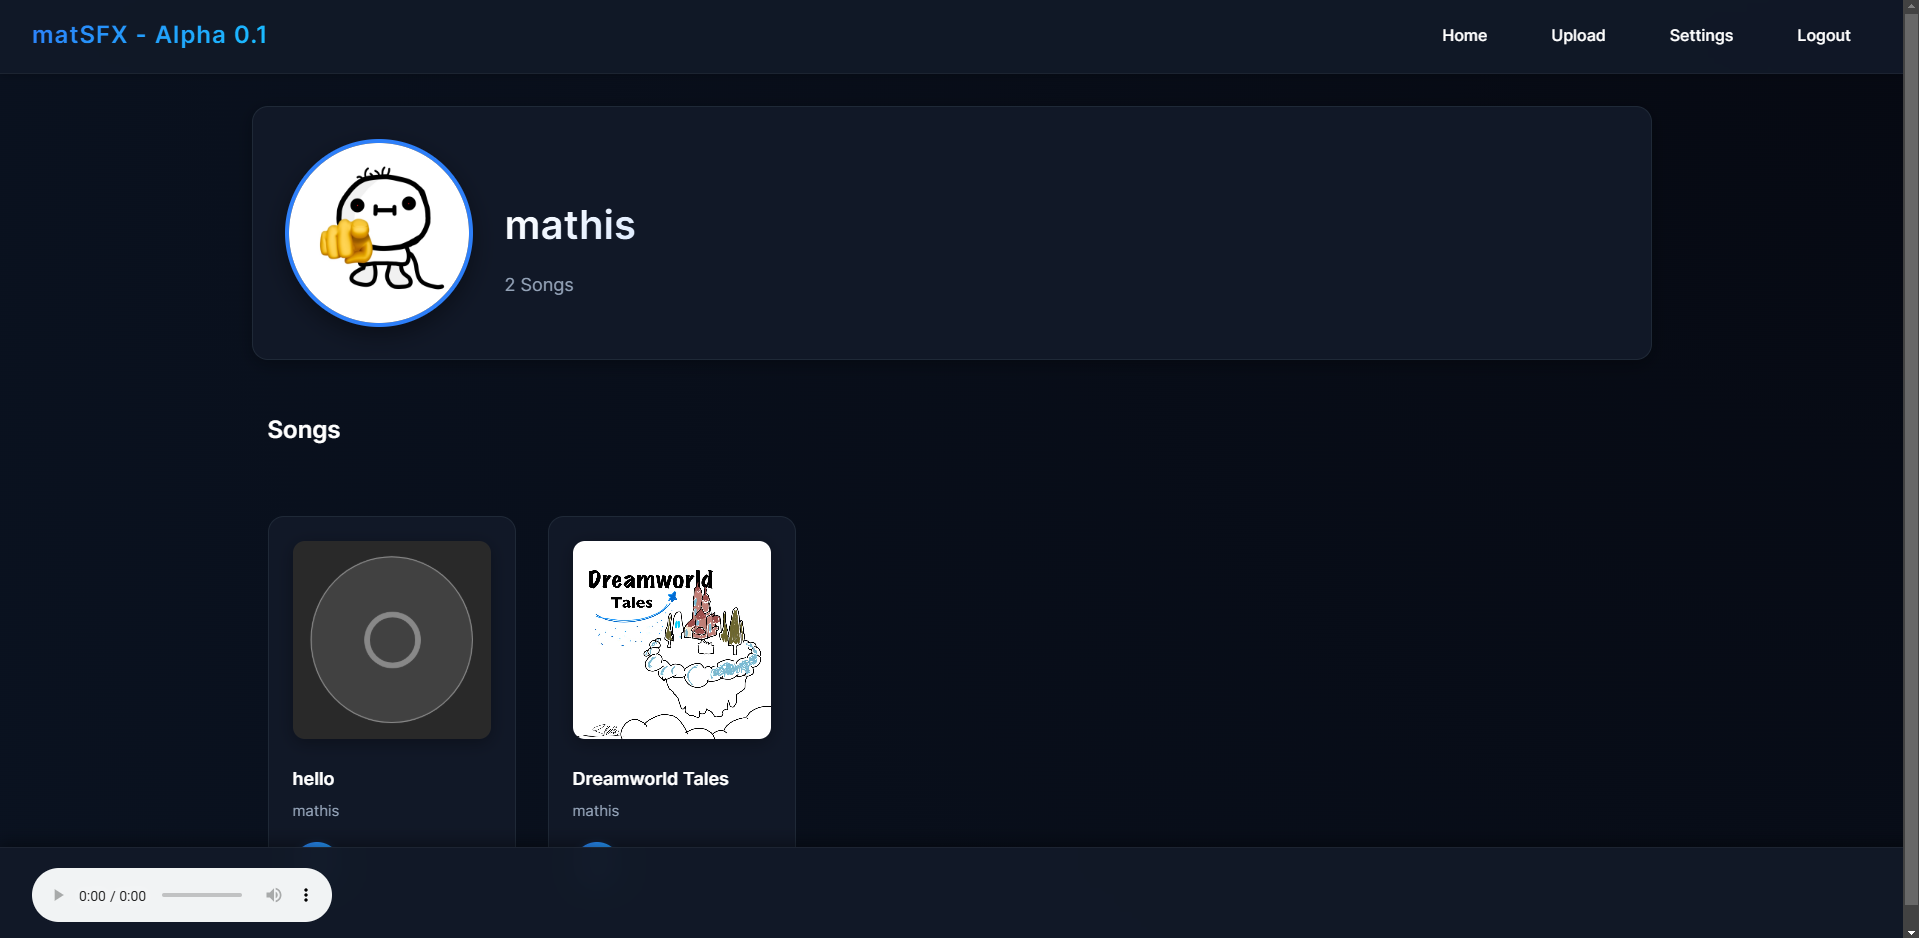 matSFX - Alpha 0.1
Home Upload Settings Logout
mathis
2 Songs
Songs
Dreamworld
Tales
hello
mathis
Dreamworld Tales
mathis
0:00 / 0:00